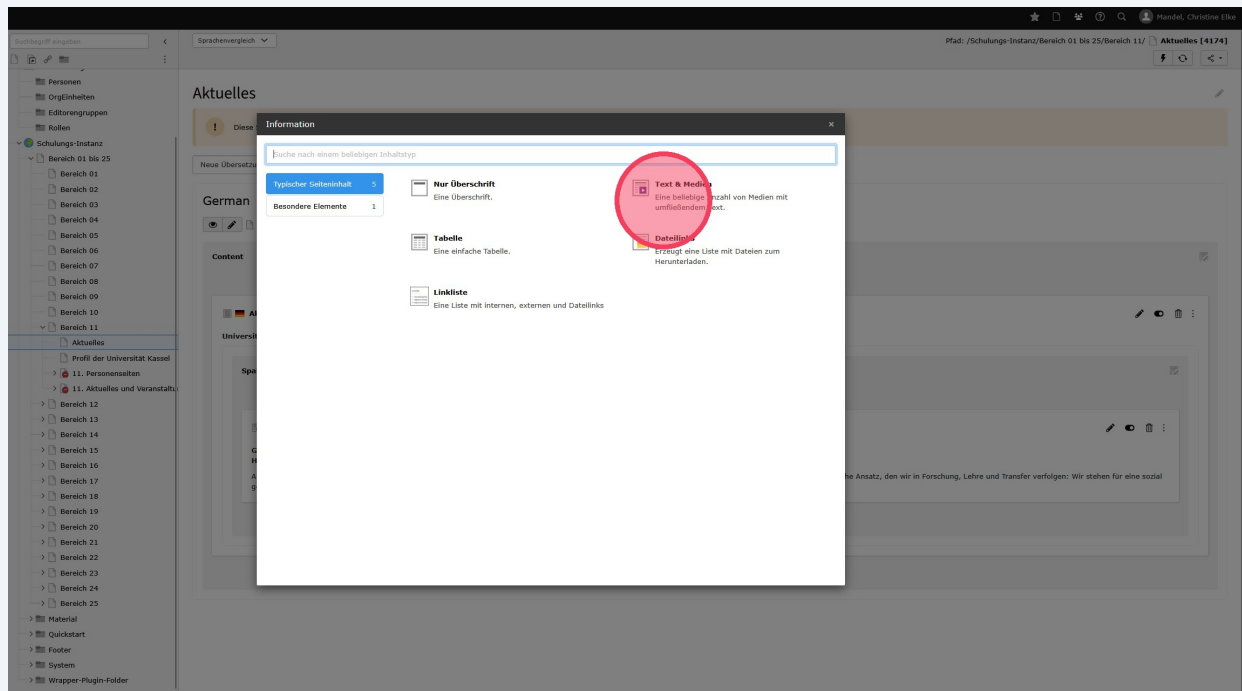 Mandel, Christine Elke
Suchbegriff eingeben
Sprachenvergleich
Pfad: /Schulungs-Instanz/Bereich 01 bis 25/Bereich 11/ Aktuelles [4174]
Personen
OrgEinheiten
Editorengruppen
Rollen
Schulungs-Instanz
Bereich 01 bis 25
Bereich 01
Bereich 02
Bereich 03
Bereich 04
Bereich 05
Bereich 06
Bereich 07
Bereich 08
Bereich 09
Bereich 10
Bereich 11
Aktuelles
Profil der Universität Kassel
11. Personenseiten
11. Aktuelles und Veranstaltu
Bereich 12
Bereich 13
Bereich 14
Bereich 15
Bereich 16
Bereich 17
Bereich 18
Bereich 19
Bereich 20
Bereich 21
Bereich 22
Bereich 23
Bereich 24
Bereich 25
Material
Quickstart
Footer
System
Wrapper-Plugin-Folder
Aktuelles
Diese
Neue Übersetzu
German
Content
Universit
Spa
he Ansatz, den wir in Forschung, Lehre und Transfer verfolgen: Wir stehen für eine sozial
Information
Suche nach einem beliebigen Inhaltstyp
Typischer Seiteninhalt 5
Besondere Elemente 1
Nur Überschrift
Eine Überschrift.
Text & Medien
Eine beliebige Anzahl von Medien mit
umfließendem Text.
Tabelle
Eine einfache Tabelle.
Dateilinks
Erzeugt eine Liste mit Dateien zum
Herunterladen.
Linkliste
Eine Liste mit internen, externen und Dateilinks